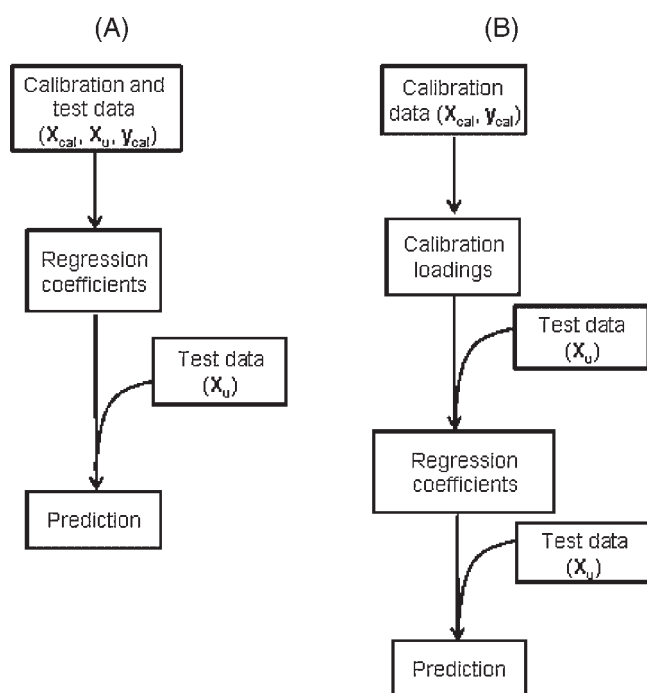 (A)
Calibration and
test data
(Xcal, Xu, ycal)
Regression
coefficients
Test data
(Xu)
Prediction
(B)
Calibration
data (Xcal, ycal)
Calibration
loadings
Test data
(Xu)
Regression
coefficients
Test data
(Xu)
Prediction